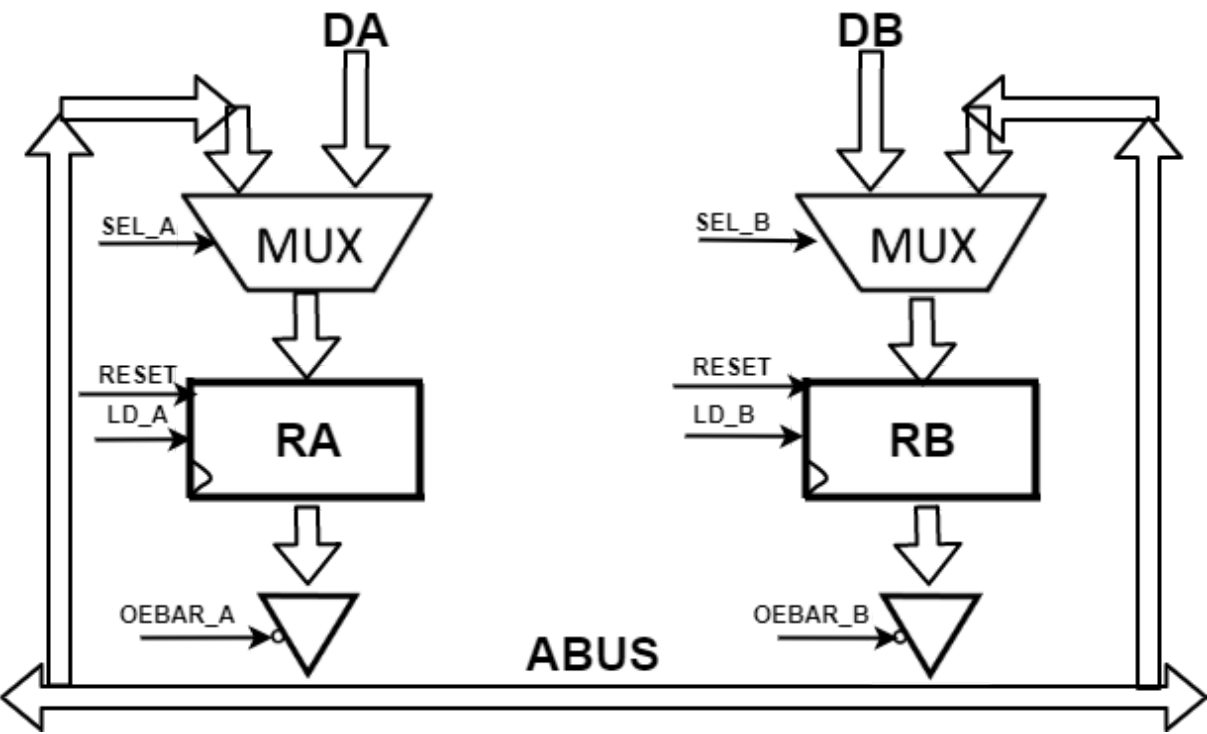 DA DB
SEL_A SEL_B
MUX MUX
RESET RESET
LD_A LD_B
RA RB
OEBAR_A OEBAR_B
ABUS